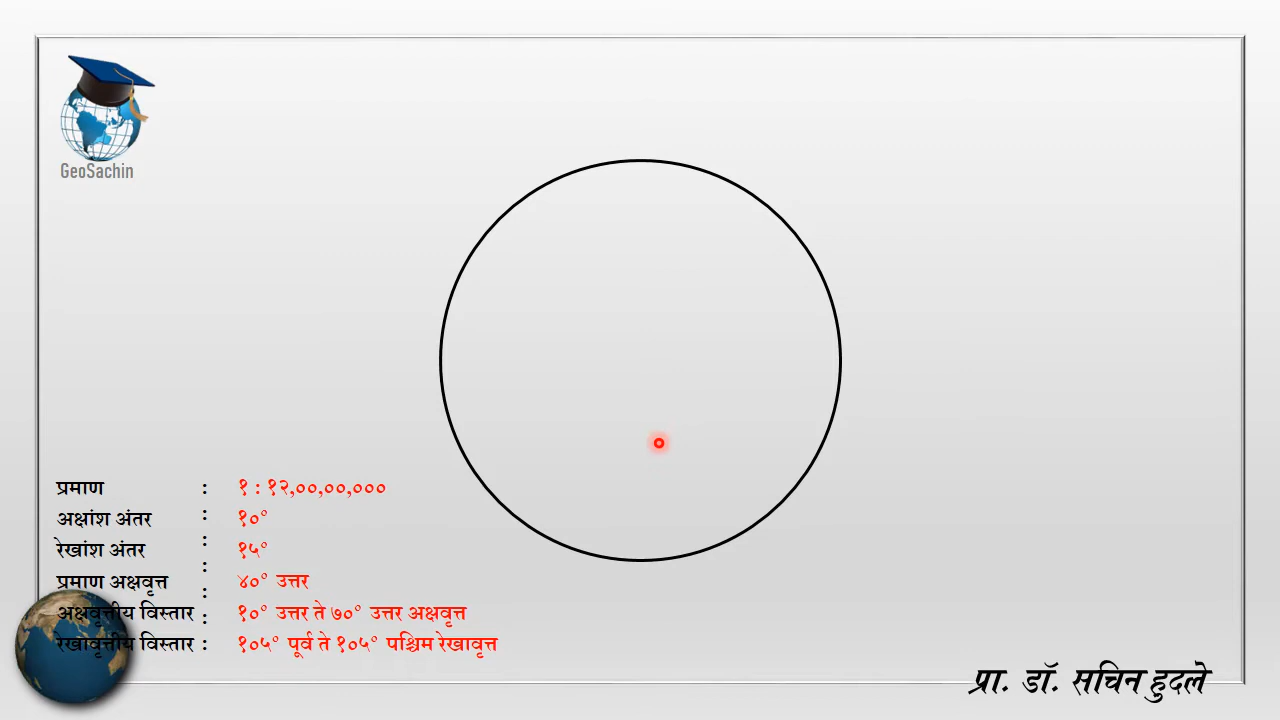 GeoSachin
प्रमाण : १ : १२,००,००,०००
अक्षांश अंतर : १०°
रेखांश अंतर : १५°
प्रमाण अक्षवृत्त : ४०° उत्तर
अक्षवृत्तीय विस्तार : १०° उत्तर ते ७०° उत्तर अक्षवृत्त
रेखावृत्तीय विस्तार : १०५° पूर्व ते १०५° पश्चिम रेखावृत्त
प्रा. डॉ. सचिन हुदले